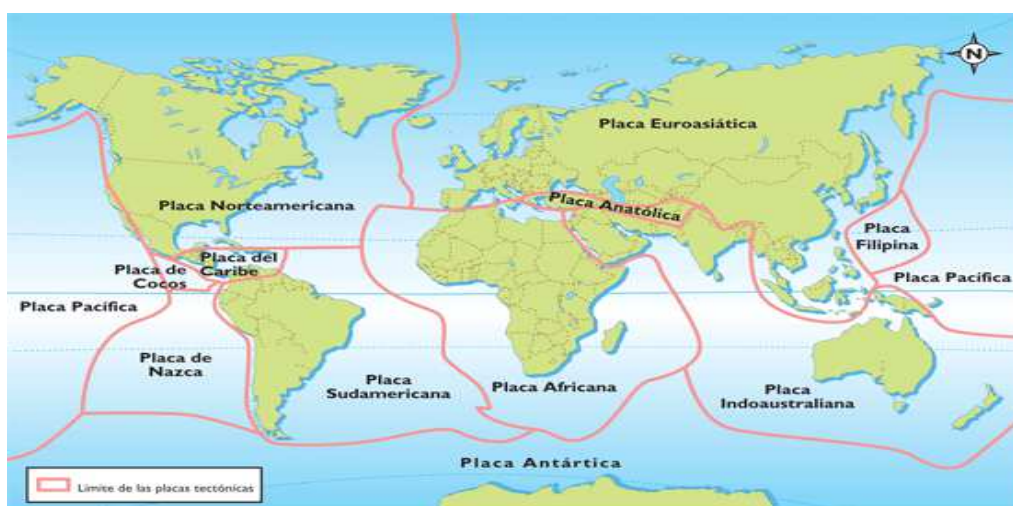 N
Placa Euroasiática
Placa Norteamericana
Placa Anatólica
Placa
Filipina
Placa del
Caribe
Placa de
Cocos
Placa Pacífica
Placa Pacífica
Placa de
Nazca
Placa
Sudamericana
Placa Africana
Placa
Indoaustraliana
Placa Antártica
Límite de las placas tectónicas